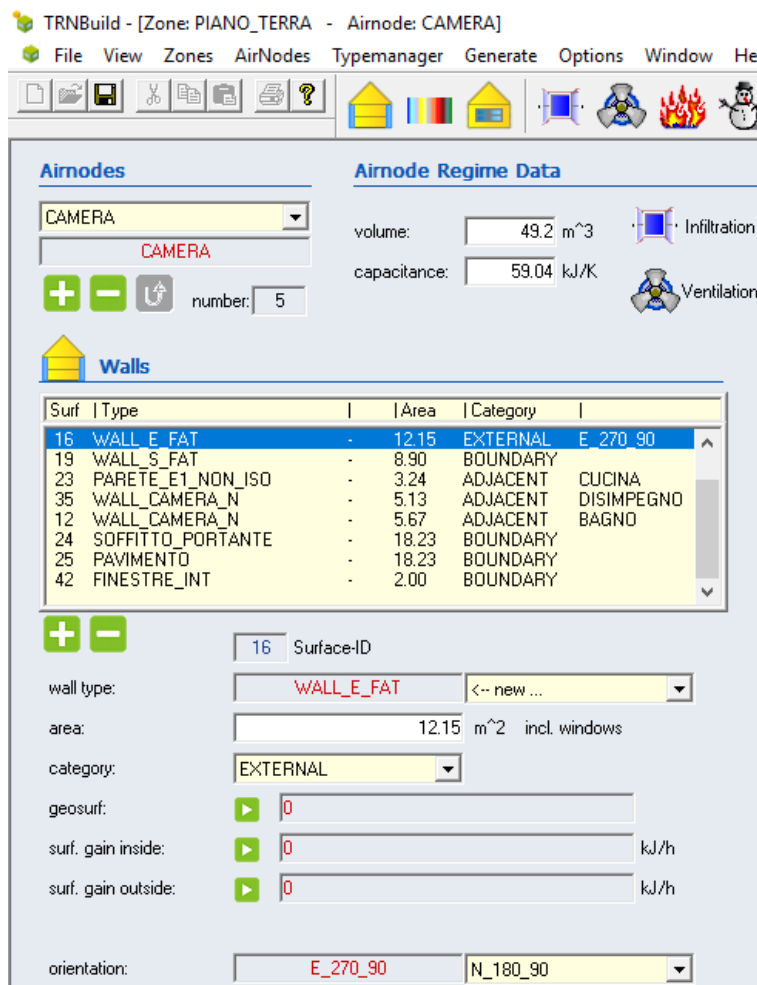 TRNBuild - [Zone: PIANO_TERRA - Airnode: CAMERA]
File View Zones AirNodes Typemanager Generate Options Window He
Airnodes Airnode Regime Data
CAMERA
CAMERA
volume: 49.2 m^3 Infiltration
capacitance: 59.04 kJ/K Ventilation
number: 5
Walls
Surf | Type | | Area | Category |
16 WALL_E_FAT - 12.15 EXTERNAL E_270_90
19 WALL_S_FAT - 8.90 BOUNDARY
23 PARETE_E1_NON_ISO - 3.24 ADJACENT CUCINA
35 WALL_CAMERA_N - 5.13 ADJACENT DISIMPEGNO
12 WALL_CAMERA_N - 5.67 ADJACENT BAGNO
24 SOFFITTO_PORTANTE - 18.23 BOUNDARY
25 PAVIMENTO - 18.23 BOUNDARY
42 FINESTRE_INT - 2.00 BOUNDARY
16 Surface-ID
wall type: WALL_E_FAT <-- new ...
area: 12.15 m^2 incl. windows
category: EXTERNAL
geosurf: 0
surf. gain inside: 0 kJ/h
surf. gain outside: 0 kJ/h
orientation: E_270_90 N_180_90